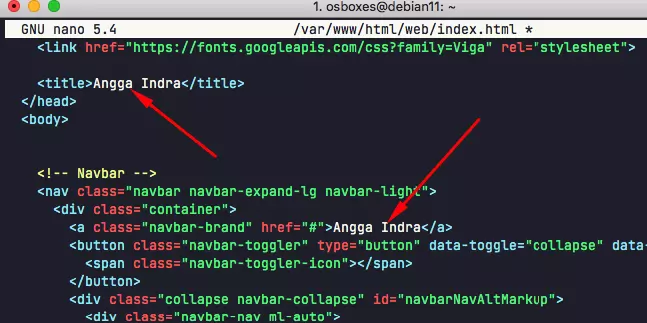 1. osboxes@debian11: ~
GNU nano 5.4 /var/www/html/web/index.html *
<link href="https://fonts.googleapis.com/css?family=Viga" rel="stylesheet">
<title>Angga Indra</title>
</head>
<body>
<!-- Navbar -->
<nav class="navbar navbar-expand-lg navbar-light">
<div class="container">
<a class="navbar-brand" href="#">Angga Indra</a>
<button class="navbar-toggler" type="button" data-toggle="collapse" da
<span class="navbar-toggler-icon"></span>
</button>
<div class="collapse navbar-collapse" id="navbarNavAltMarkup">
<div class="navbar-nav ml-auto">